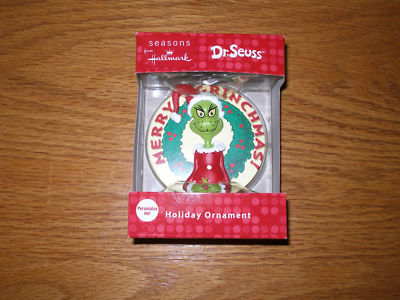 seasons
from Hallmark
Dr. Seuss
MERRY GRINCHMAS!
Personalize me!
Holiday Ornament